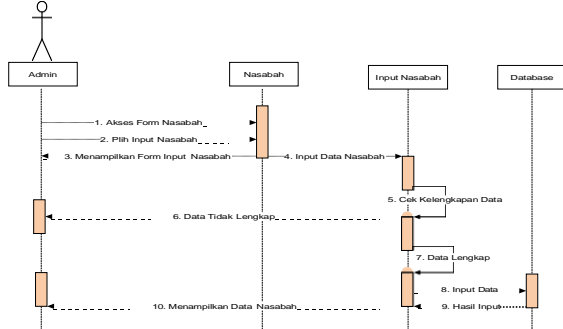 Admin
Nasabah
Input Nasabah
Database
1. Akses Form Nasabah
2. Plih Input Nasabah
3. Menampilkan Form Input Nasabah
4. Input Data Nasabah
5. Cek Kelengkapan Data
6. Data Tidak Lengkap
7. Data Lengkap
8. Input Data
9. Hasil Input
10. Menampilkan Data Nasabah